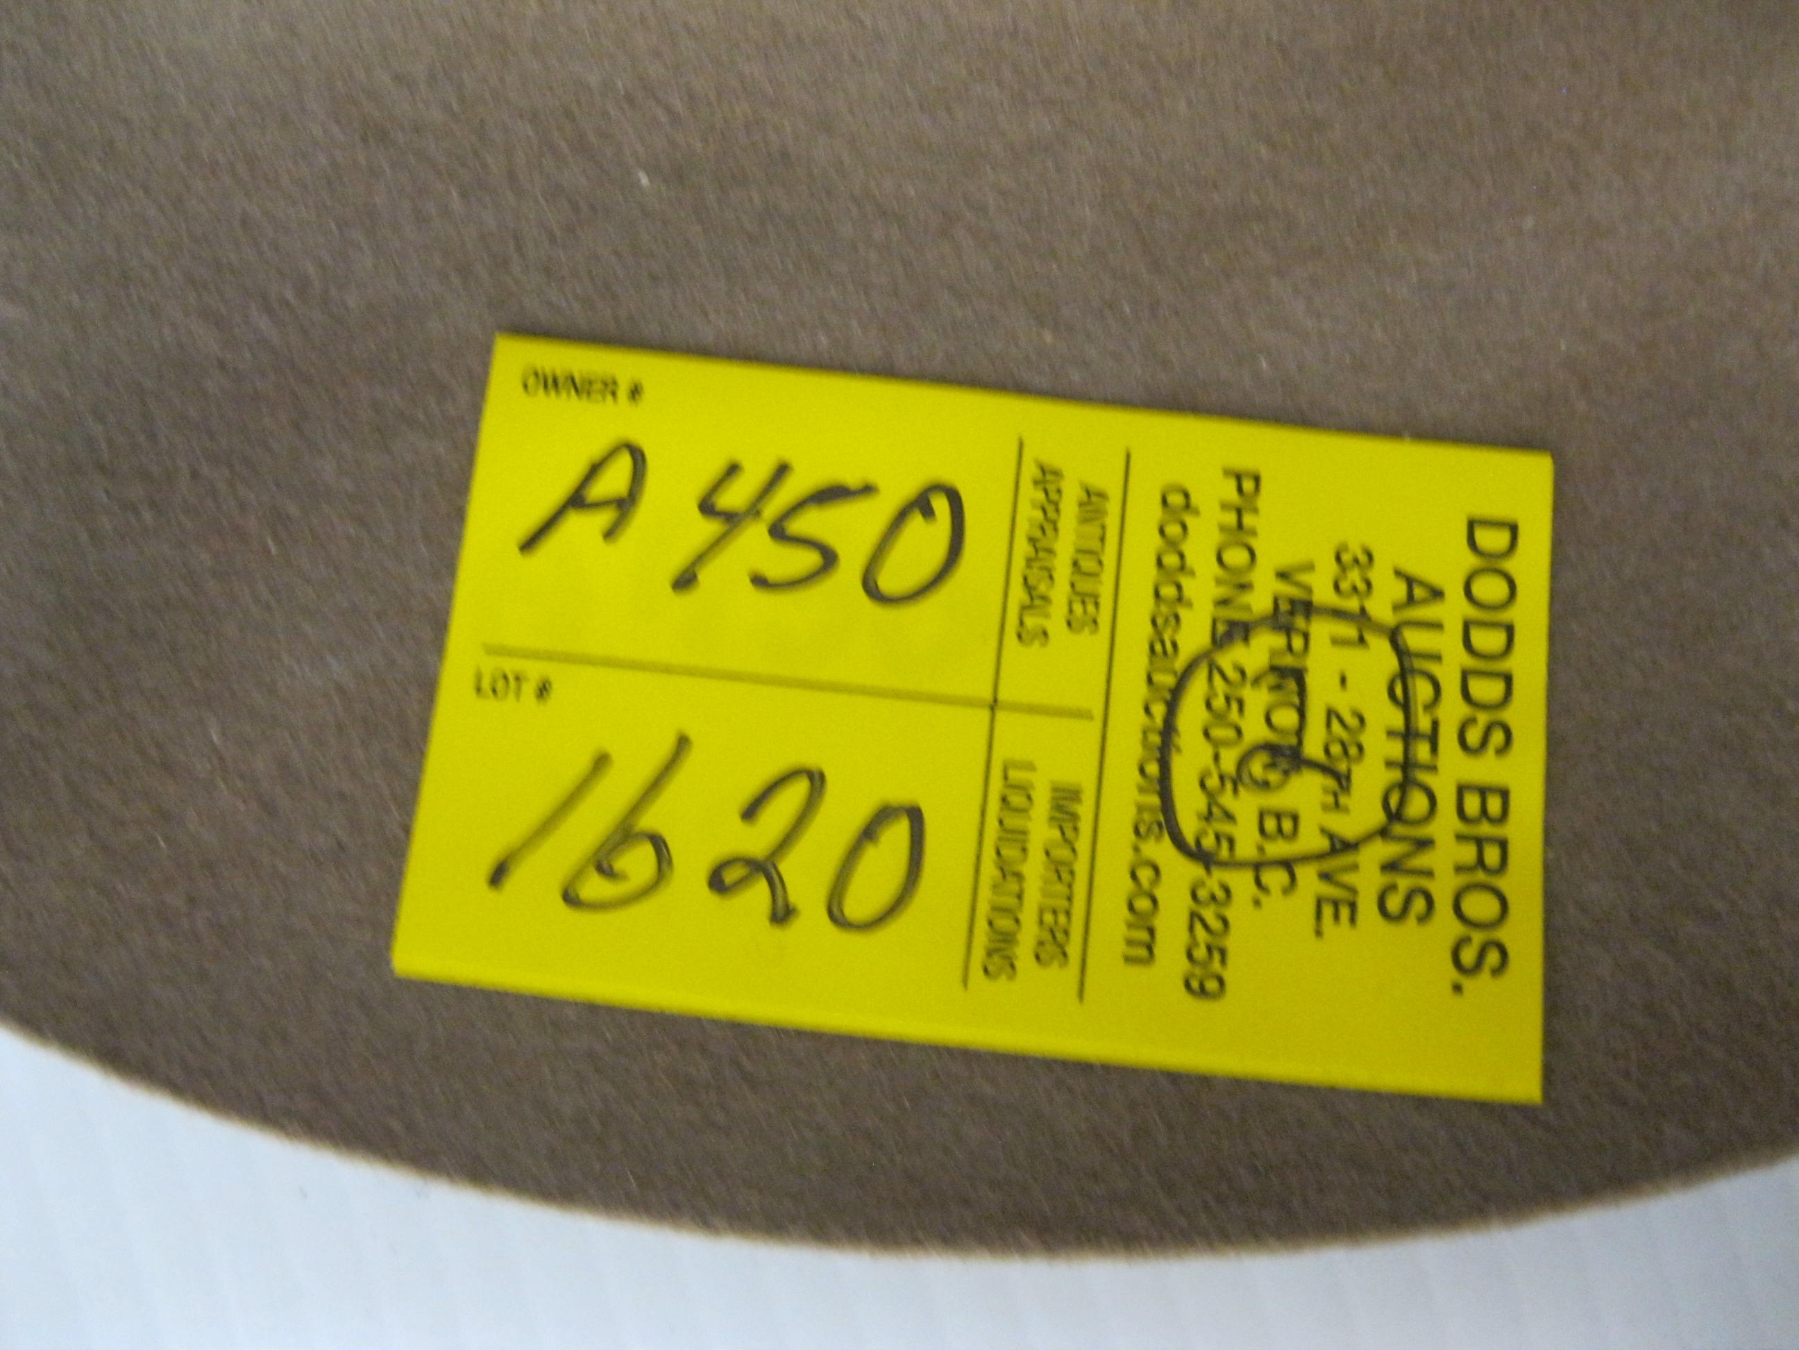 DODDS BROS.
AUCTIONS
3311 - 28TH AVE.
VERNON, B.C.
PHONE 250-545-3259
doddsauctions.com
ANTIQUES
APPRAISALS
IMPORTERS
LIQUIDATIONS
OWNER #
A450
LOT #
1620